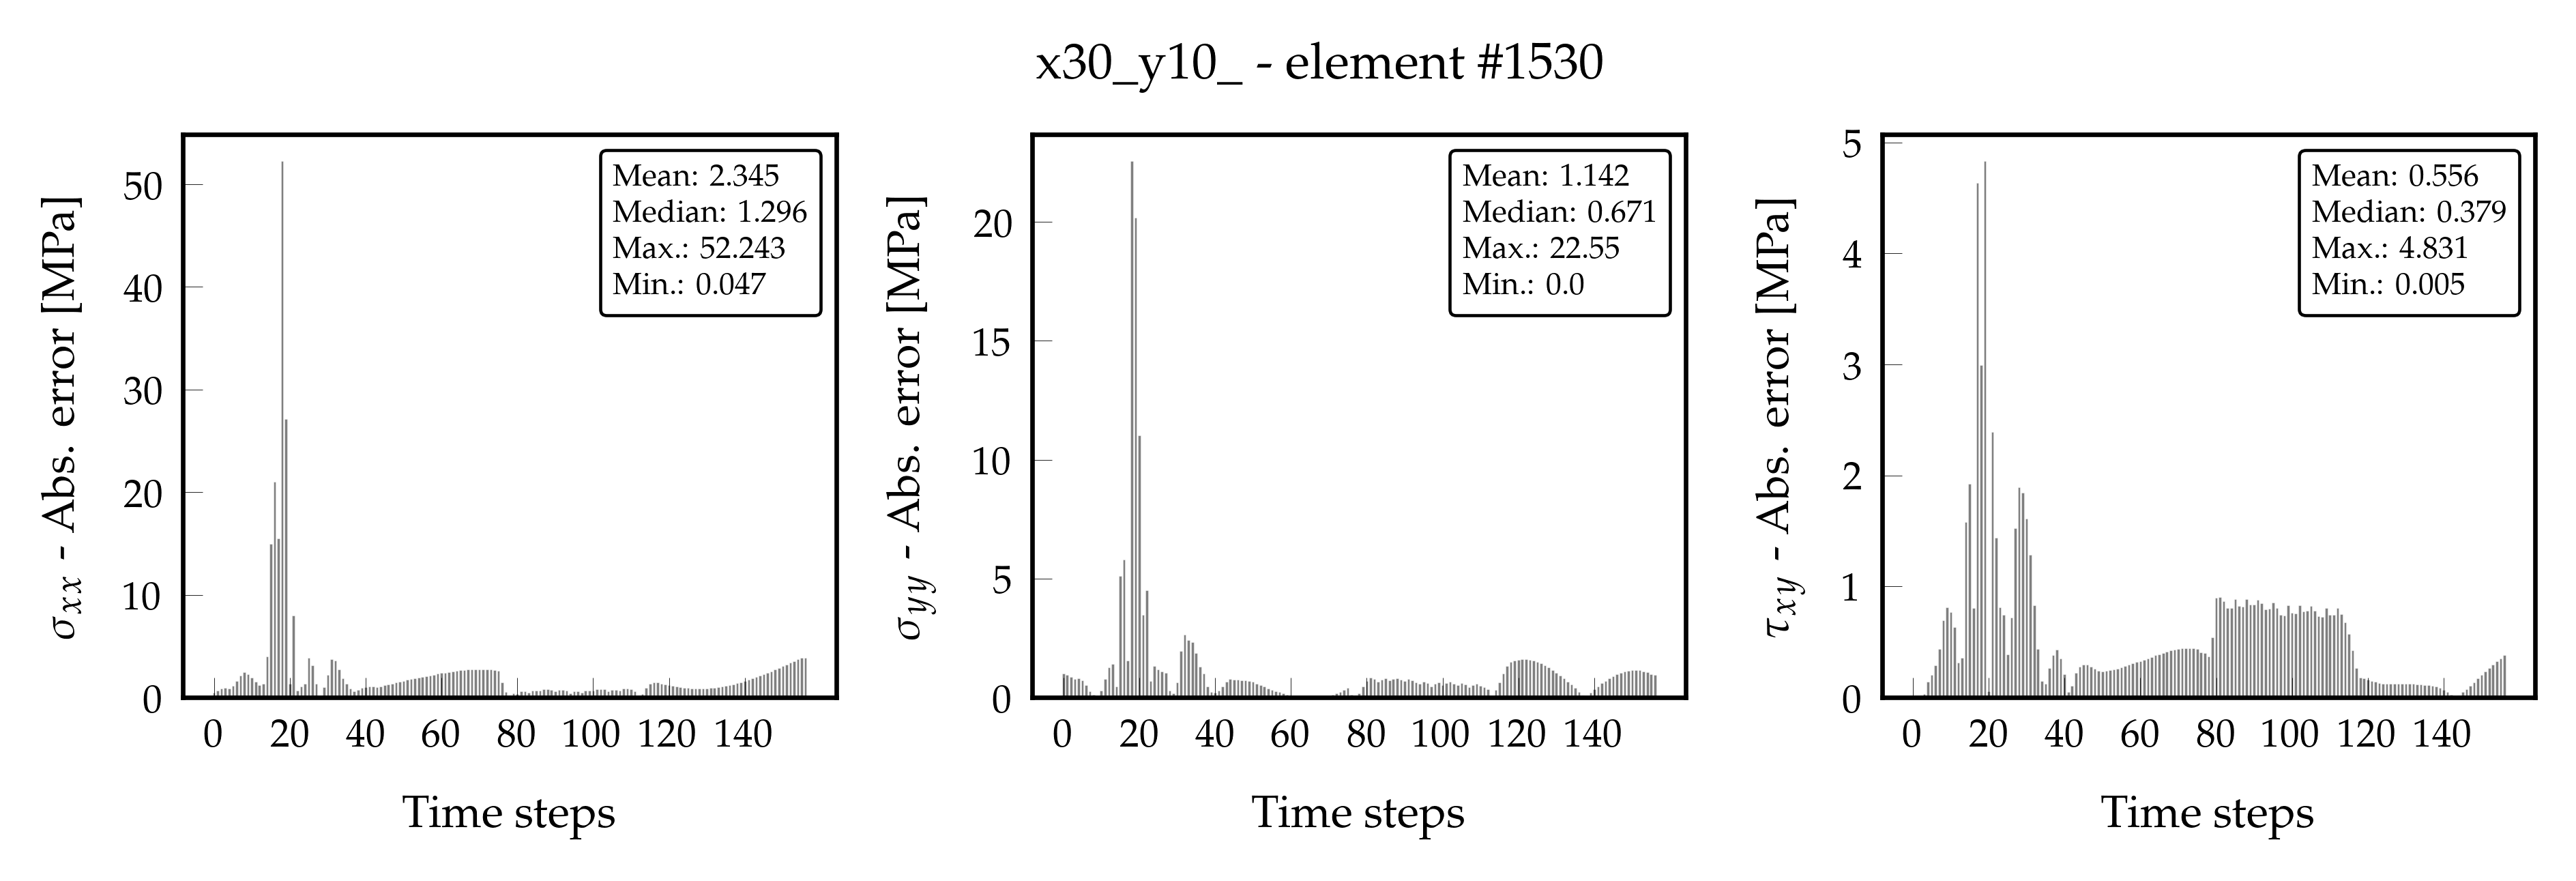 x30_y10_ - element #1530
σxx - Abs. error [MPa]
50
40
30
20
10
0
0 20 40 60 80 100 120 140
Time steps
Mean: 2.345
Median: 1.296
Max.: 52.243
Min.: 0.047
σyy - Abs. error [MPa]
20
15
10
5
0
0 20 40 60 80 100 120 140
Time steps
Mean: 1.142
Median: 0.671
Max.: 22.55
Min.: 0.0
τxy - Abs. error [MPa]
5
4
3
2
1
0
0 20 40 60 80 100 120 140
Time steps
Mean: 0.556
Median: 0.379
Max.: 4.831
Min.: 0.005